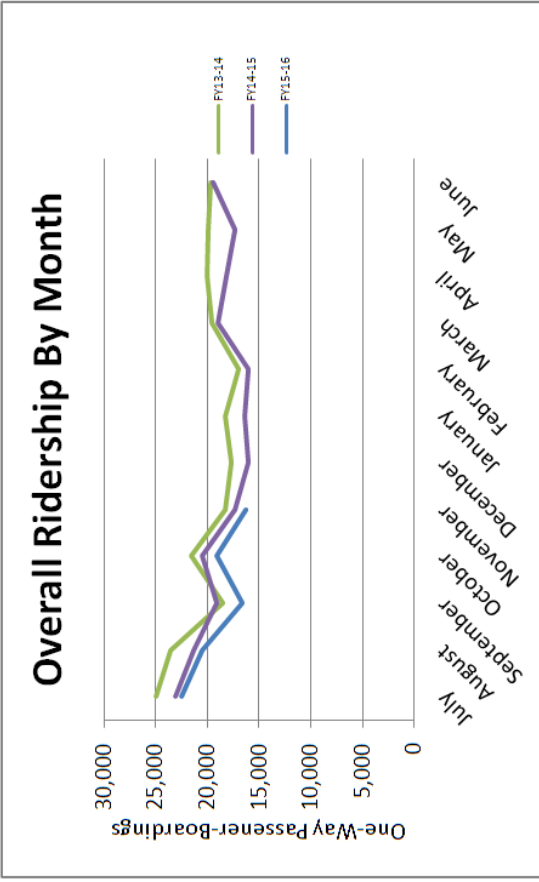 Overall Ridership By Month
One-Way Passener-Boardings
30,000
25,000
20,000
15,000
10,000
5,000
0
July
August
September
October
November
December
January
February
March
April
May
June
FY13-14
FY14-15
FY15-16